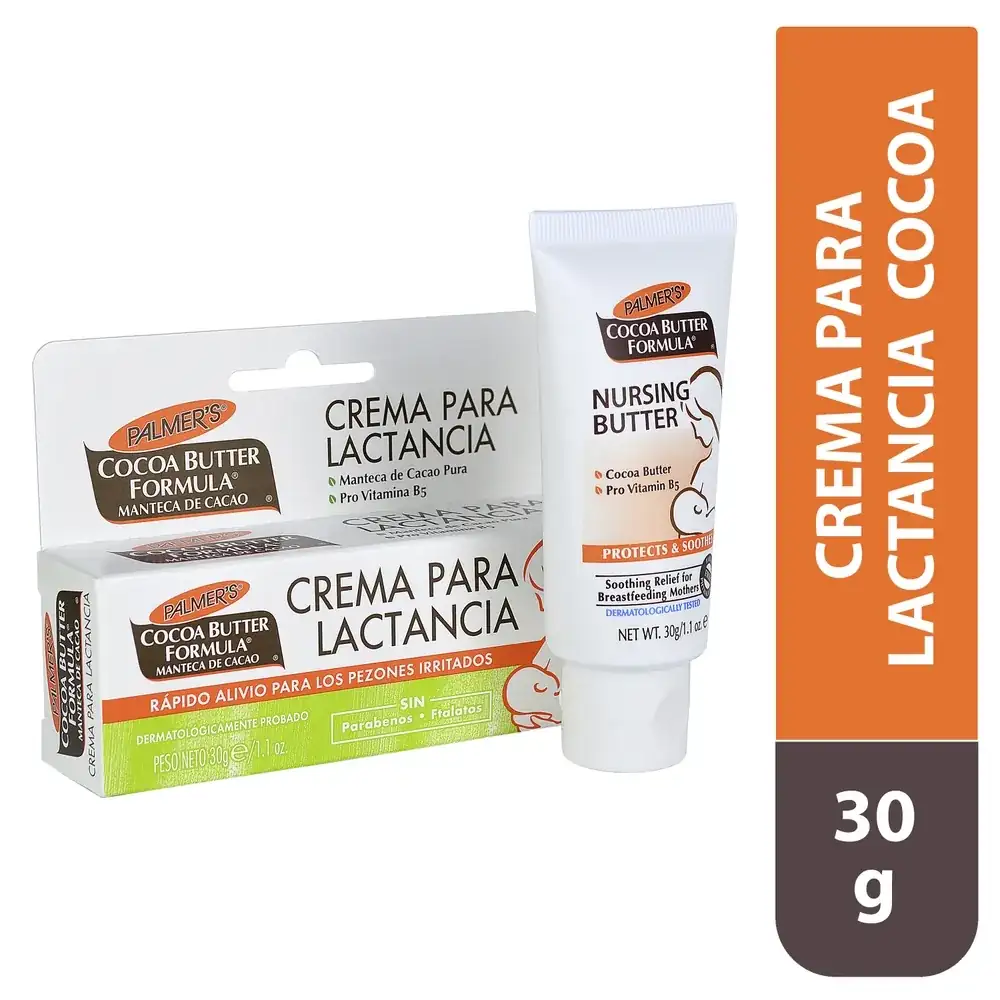 PALMER'S®
COCOA BUTTER
FORMULA®
MANTECA DE CACAO ®
CREMA PARA
LACTANCIA
Manteca de Cacao Pura
Pro Vitamina B5
CREMA PARA
LACTANCIA
PALMER'S
COCOA BUTTER
FORMULA®
MANTECA DE CACAO
CREMA PARA LACTANCIA
PALMER'S®
COCOA BUTTER
FORMULA®
MANTECA DE CACAO ®
CREMA PARA
LACTANCIA
RÁPIDO ALIVIO PARA LOS PEZONES IRRITADOS
DERMATOLOGICAMENTE PROBADO
PESO NETO 30g e/1.1 oz.
SIN
Parabenos • Ftalatos
PALMER'S®
COCOA BUTTER
FORMULA® ®
NURSING
BUTTER
Cocoa Butter
Pro Vitamin B5
PROTECTS &
Soothing Relief for
Breastfeeding Mothers
DERMATOLOGICALLY TESTED
NET WT. 30g/1.1 oz. e
CREMA PARA
LACTANCIA COCOA
30
g